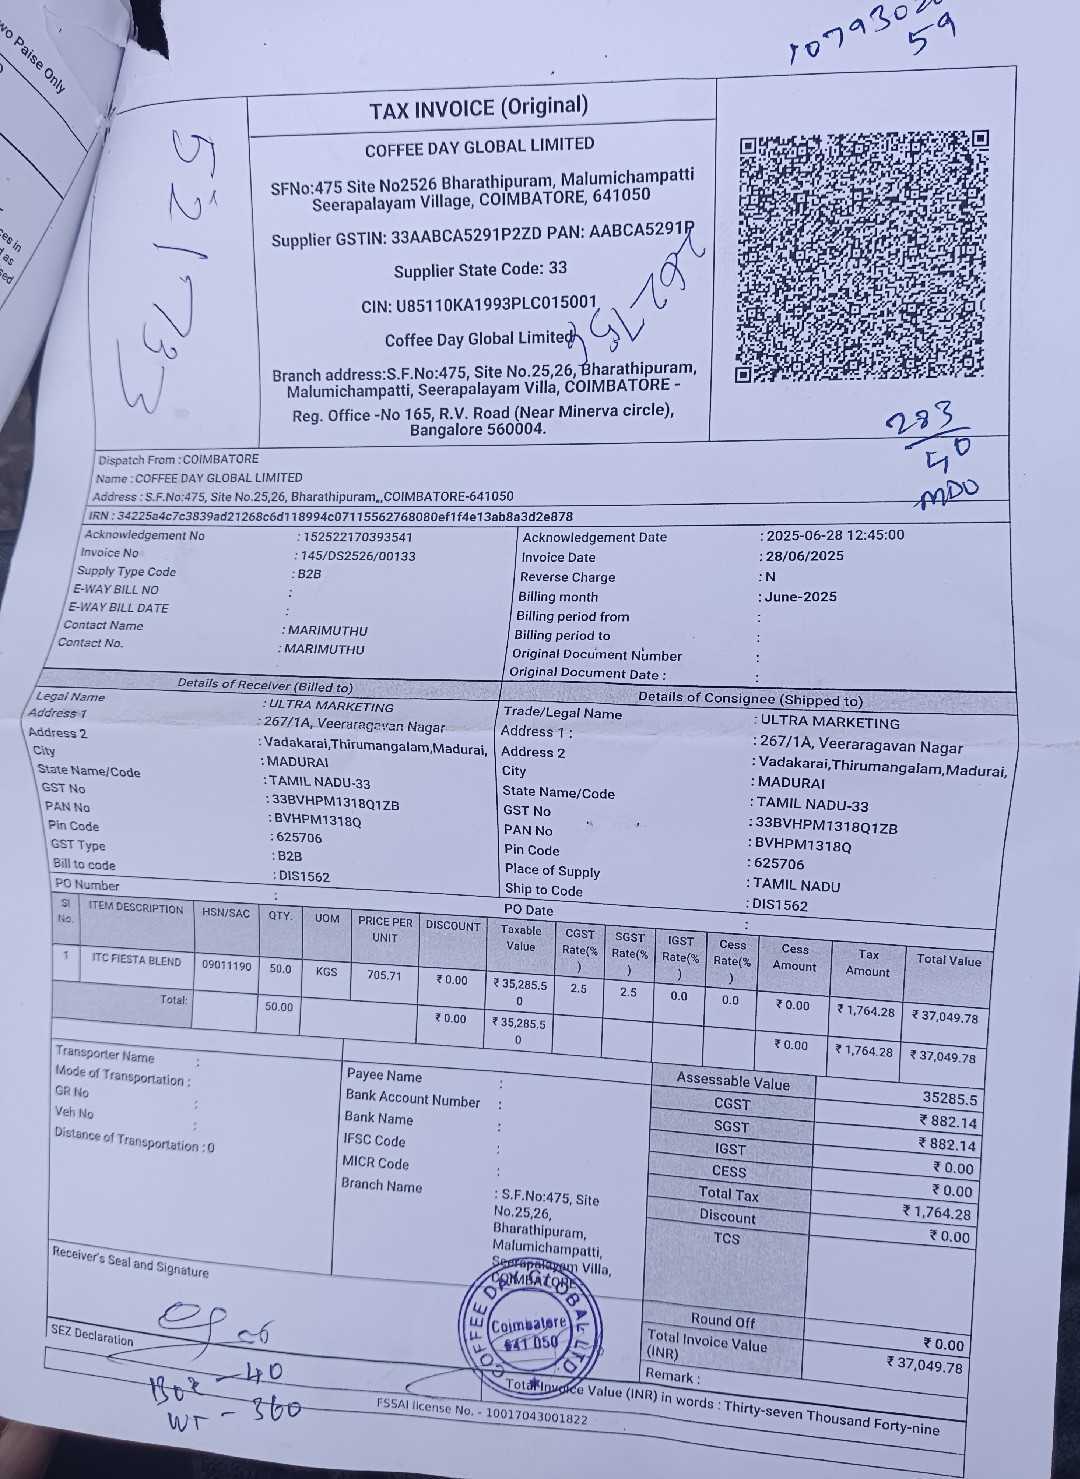 wo Paise Only
59
TAX INVOICE (Original)
COFFEE DAY GLOBAL LIMITED
SFNo:475 Site No2526 Bharathipuram, Malumichampatti
Seerapalayam Village, COIMBATORE, 641050
Supplier GSTIN: 33AABCA5291P2ZD PAN: AABCA5291P
Supplier State Code: 33
CIN: U85110KA1993PLC015001
Coffee Day Global Limited
Branch address:S.F.No:475, Site No.25,26, Bharathipuram,
Malumichampatti, Seerapalayam Villa, COIMBATORE -
Reg. Office -No 165, R.V. Road (Near Minerva circle),
Bangalore 560004.
521733
283
40
MDU
Dispatch From : COIMBATORE
Name : COFFEE DAY GLOBAL LIMITED
Address : S.F.No:475, Site No.25,26, Bharathipuram,,COIMBATORE-641050
IRN : 34225a4c7c3839ad21268c6d118994c07115562768080ef1f4e13ab8a3d2e878
Acknowledgement No : 152522170393541 Acknowledgement Date : 2025-06-28 12:45:00
Invoice No : 145/DS2526/00133 Invoice Date : 28/06/2025
Supply Type Code : B2B Reverse Charge : N
E-WAY BILL NO : Billing month : June-2025
E-WAY BILL DATE : Billing period from :
Contact Name : MARIMUTHU Billing period to :
Contact No. : MARIMUTHU Original Document Number :
Original Document Date : :
Details of Receiver (Billed to) Details of Consignee (Shipped to)
Legal Name : ULTRA MARKETING Trade/Legal Name : ULTRA MARKETING
Address 1 : 267/1A, Veeraragavan Nagar Address 1 : : 267/1A, Veeraragavan Nagar
Address 2 : Vadakarai,Thirumangalam,Madurai, Address 2 : Vadakarai,Thirumangalam,Madurai,
City : MADURAI City : MADURAI
State Name/Code : TAMIL NADU-33 State Name/Code : TAMIL NADU-33
GST No : 33BVHPM1318Q1ZB GST No : 33BVHPM1318Q1ZB
PAN No : BVHPM1318Q PAN No : BVHPM1318Q
Pin Code : 625706 Pin Code : 625706
GST Type : B2B Place of Supply : TAMIL NADU
Bill to code : DIS1562 Ship to Code : DIS1562
PO Number : PO Date :
Sl No. ITEM DESCRIPTION HSN/SAC QTY. UOM PRICE PER UNIT DISCOUNT Taxable Value CGST Rate(%) SGST Rate(%) IGST Rate(%) Cess Rate(%) Cess Amount Tax Amount Total Value
1 ITC FIESTA BLEND 09011190 50.0 KGS 705.71 ₹ 0.00 ₹ 35,285.50 2.5 2.5 0.0 0.0 ₹ 0.00 ₹ 1,764.28 ₹ 37,049.78
Total: 50.00 ₹ 0.00 ₹ 35,285.50 ₹ 0.00 ₹ 1,764.28 ₹ 37,049.78
Transporter Name :
Mode of Transportation :
GR No :
Veh No :
Distance of Transportation : 0
Payee Name :
Bank Account Number :
Bank Name :
IFSC Code :
MICR Code :
Branch Name : S.F.No:475, Site
No.25,26,
Bharathipuram,
Malumichampatti,
Seerapalayam Villa,
COIMBATORE
Assessable Value 35285.5
CGST ₹ 882.14
SGST ₹ 882.14
IGST ₹ 0.00
CESS ₹ 0.00
Total Tax ₹ 1,764.28
Discount ₹ 0.00
TCS
Round Off ₹ 0.00
Total Invoice Value (INR) ₹ 37,049.78
Remark :
Receiver's Seal and Signature
COFFEE DAY GLOBAL LTD
Coimbatore
641 050
SEZ Declaration
Total Invoice Value (INR) in words : Thirty-seven Thousand Forty-nine
FSSAI license No. - 10017043001822
40
WT - 360